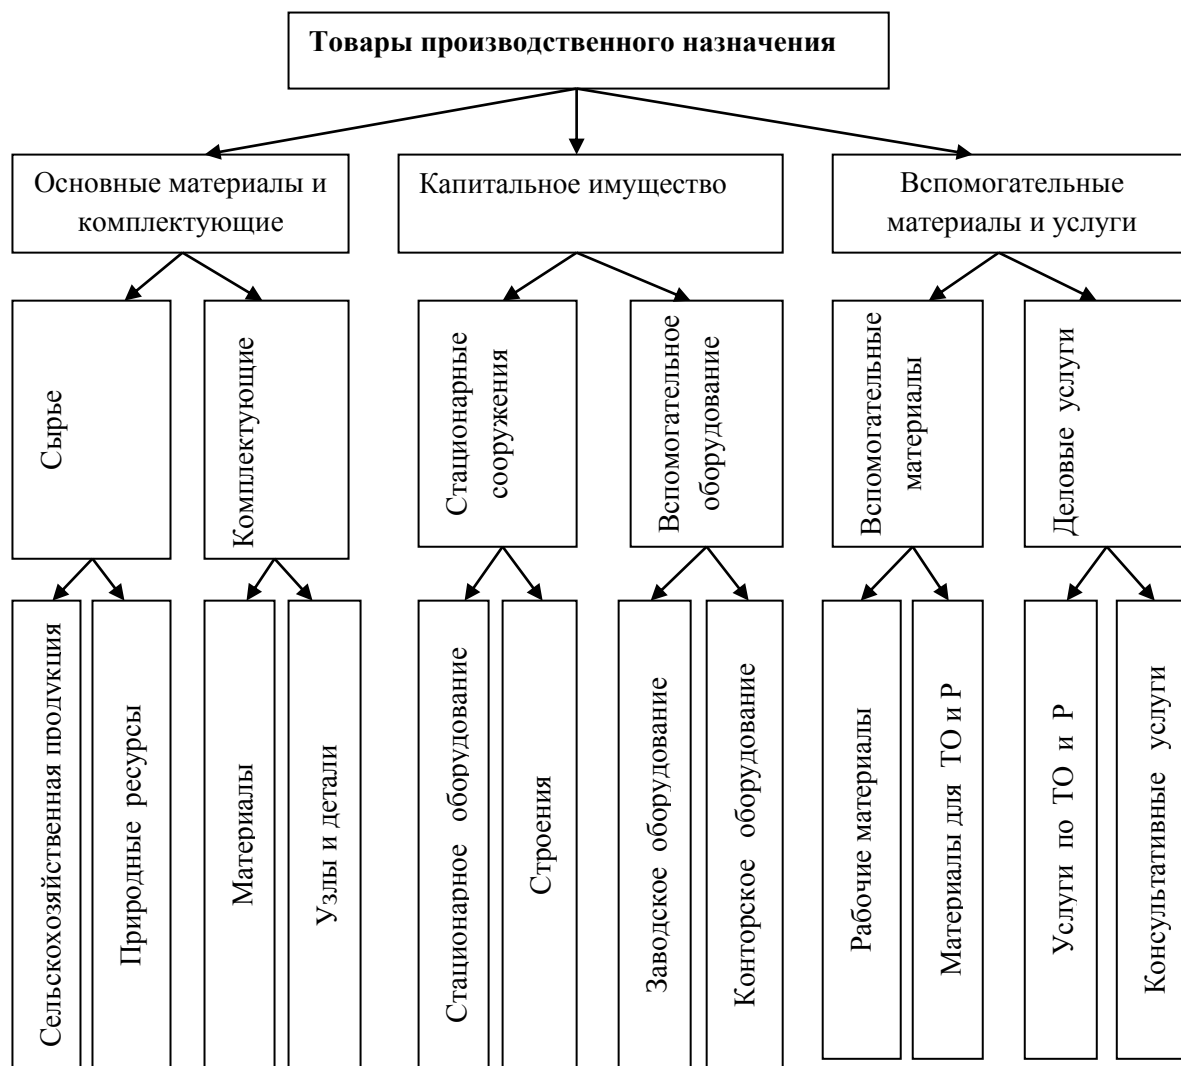 Товары производственного назначения
Основные материалы и
комплектующие
Капитальное имущество
Вспомогательные
материалы и услуги
Сырье
Комплектующие
Стационарные
сооружения
Вспомогательное
оборудование
Вспомогательные
материалы
Деловые услуги
Сельскохозяйственная продукция
Природные ресурсы
Материалы
Узлы и детали
Стационарное оборудование
Строения
Заводское оборудование
Конторское оборудование
Рабочие материалы
Материалы для ТО и Р
Услуги по ТО и Р
Консультативные услуги